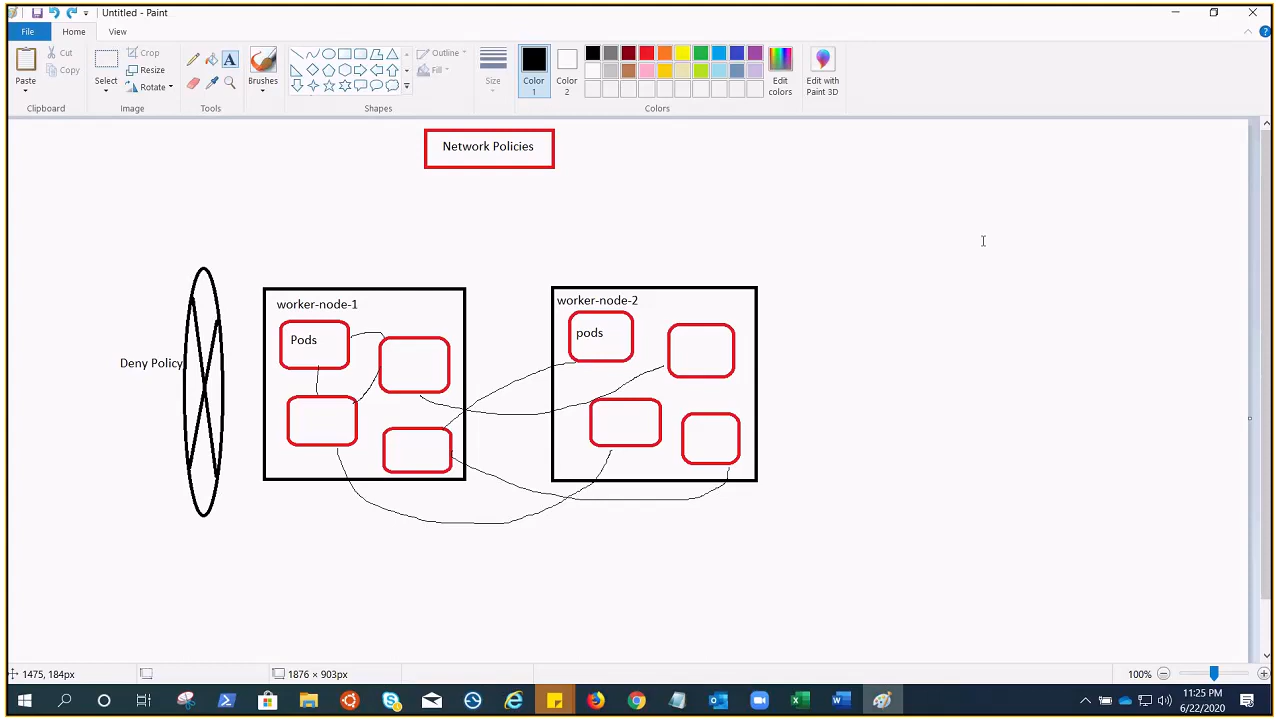 Untitled - Paint
File
Home
View
Paste
Cut
Copy
Clipboard
Select
Crop
Resize
Rotate
Image
A
Tools
Brushes
Outline
Fill
Shapes
Size
Color
1
Color
2
Edit
colors
Colors
Edit with
Paint 3D
Network Policies
Deny Policy
worker-node-1
Pods
worker-node-2
pods
1475, 184px
1876 × 903px
100%
11:25 PM
6/22/2020